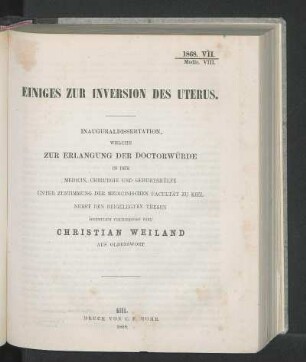 1868. VII.
Medic. VIII.
EINIGES ZUR INVERSION DES UTERUS.
INAUGURALDISSERTATION,
WELCHE
ZUR ERLANGUNG DER DOCTORWÜRDE
IN DER
MEDICIN, CHIRURGIE UND GEBURTSHÜLFE
UNTER ZUSTIMMUNG DER MEDICINISCHEN FACULTÄT ZU KIEL
NEBST DEN BEIGEFÜGTEN THESEN
CHRISTIAN WEILAND
AUS OLDENSWORT
KIEL.
DRUCK VON C. F. MOHR.